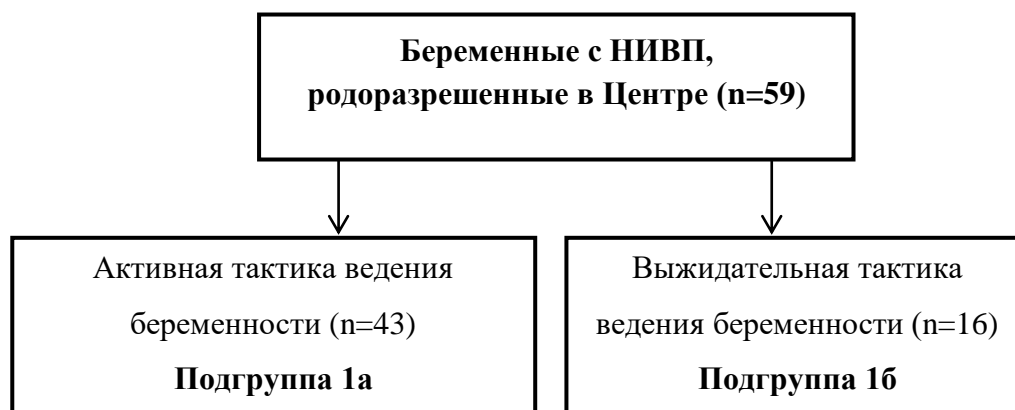 Беременные с НИВП,
родоразрешенные в Центре (n=59)
Активная тактика ведения
беременности (n=43)
Подгруппа 1а
Выжидательная тактика
ведения беременности (n=16)
Подгруппа 1б